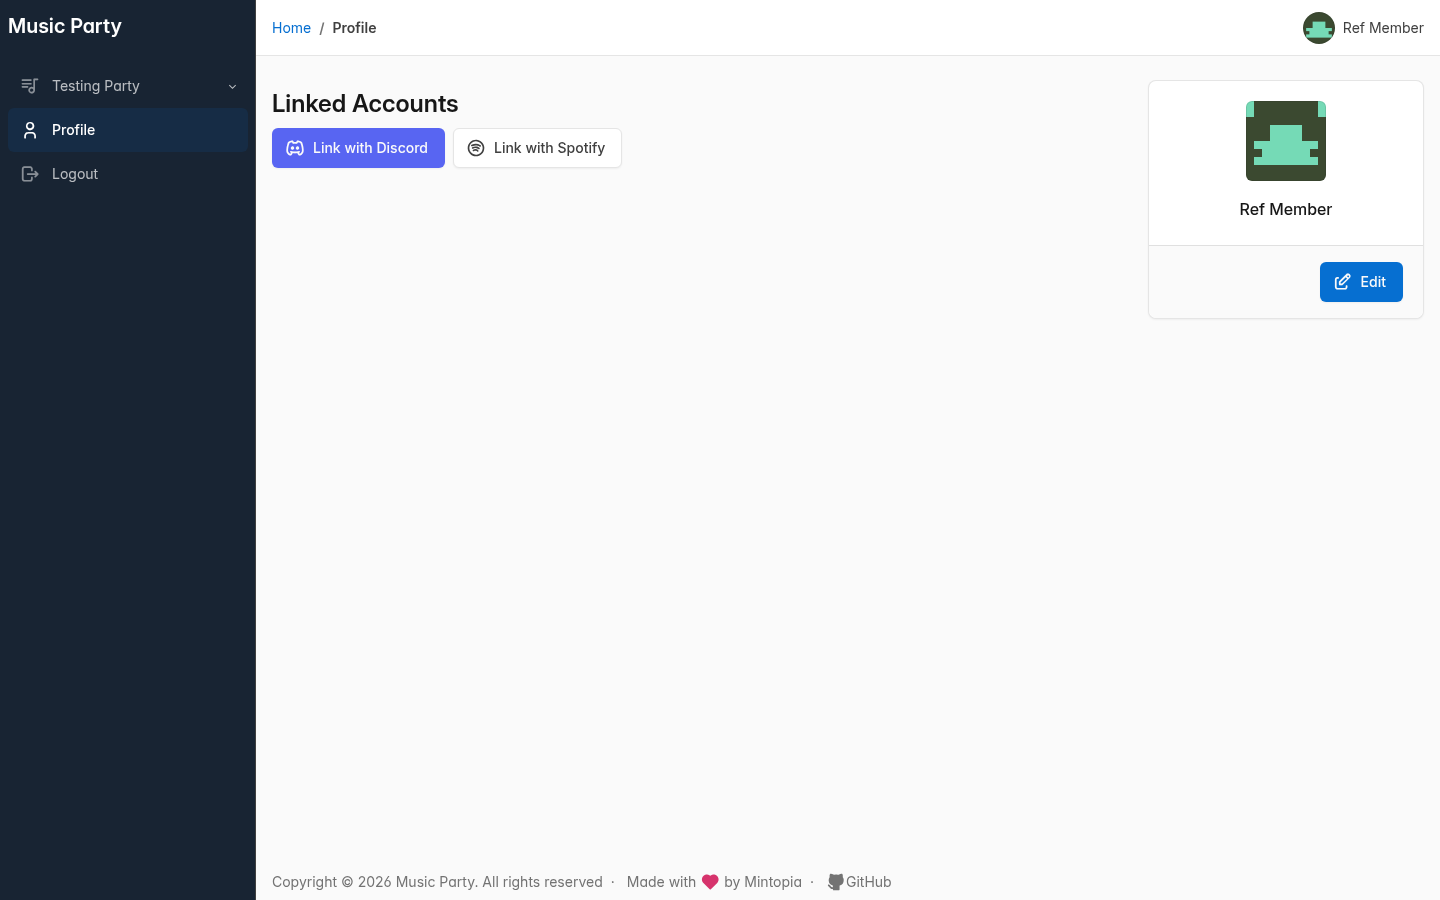 Music Party
Home / Profile
Ref Member
Testing Party
Profile
Logout
Linked Accounts
Link with Discord
Link with Spotify
Ref Member
Edit
Copyright © 2026 Music Party. All rights reserved · Made with by Mintopia · GitHub